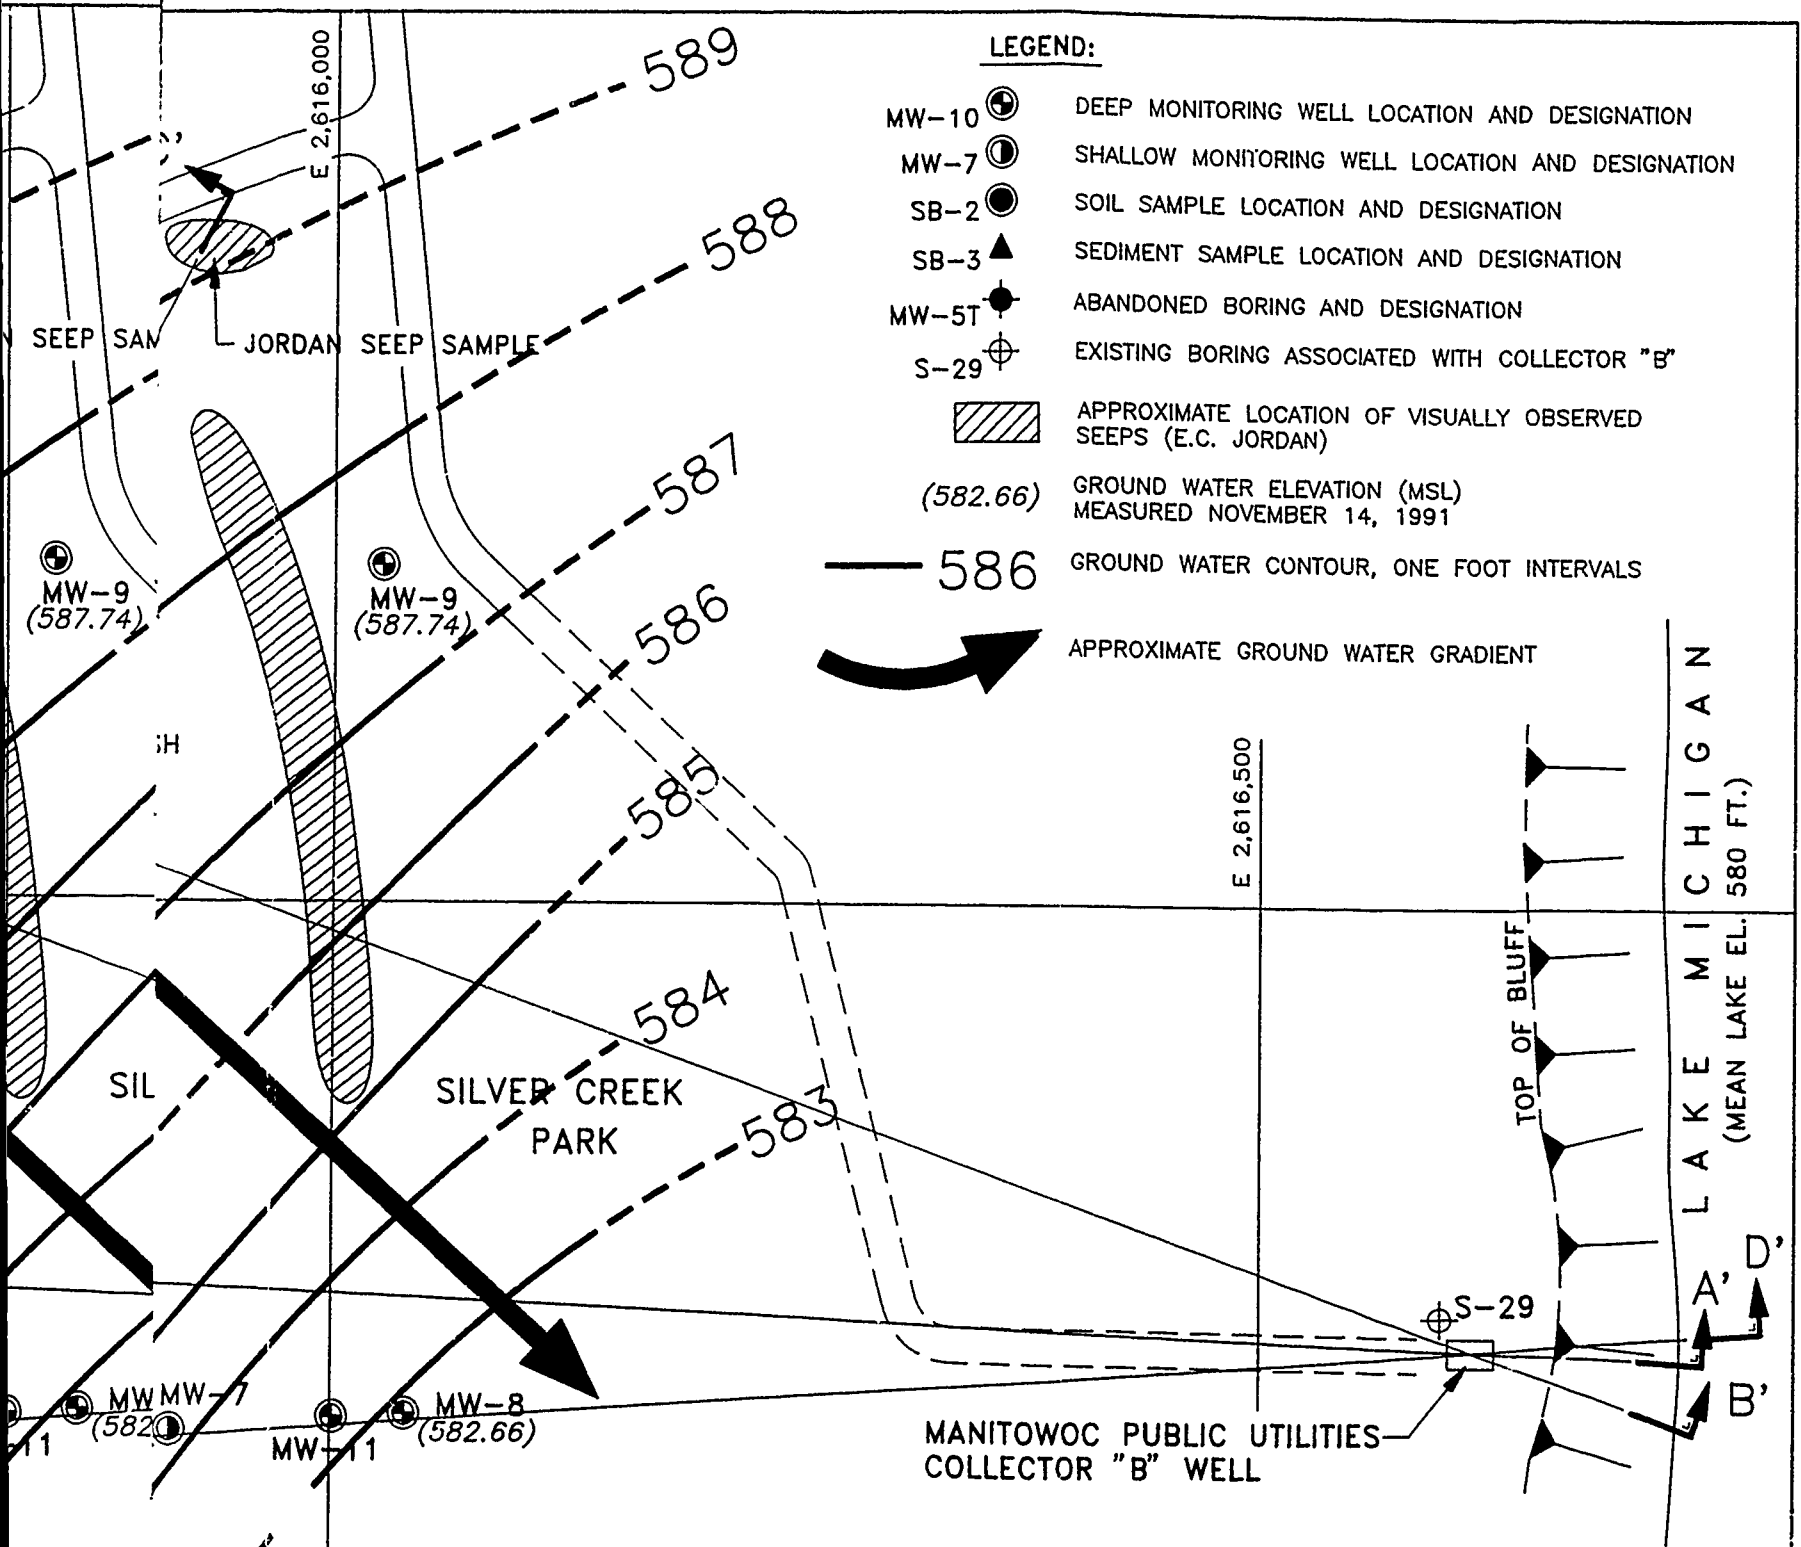 LEGEND:
MW-10 DEEP MONITORING WELL LOCATION AND DESIGNATION
MW-7 SHALLOW MONITORING WELL LOCATION AND DESIGNATION
SB-2 SOIL SAMPLE LOCATION AND DESIGNATION
SB-3 SEDIMENT SAMPLE LOCATION AND DESIGNATION
MW-5T ABANDONED BORING AND DESIGNATION
S-29 EXISTING BORING ASSOCIATED WITH COLLECTOR "B"
APPROXIMATE LOCATION OF VISUALLY OBSERVED
SEEPS (E.C. JORDAN)
(582.66) GROUND WATER ELEVATION (MSL)
MEASURED NOVEMBER 14, 1991
586 GROUND WATER CONTOUR, ONE FOOT INTERVALS
APPROXIMATE GROUND WATER GRADIENT
E 2,616,000
589
588
SEEP SAM
JORDAN SEEP SAMPLE
587
MW-9
(587.74)
MW-9
(587.74)
586
585
E 2,616,500
LAKE MICHIGAN
(MEAN LAKE EL. 580 FT.)
TOP OF BLUFF
584
SIL
SILVER CREEK
PARK
583
S-29
A'
D'
B'
MW
(582
MW-7
MW-8
(582.66)
11
MW-11
MANITOWOC PUBLIC UTILITIES
COLLECTOR "B" WELL